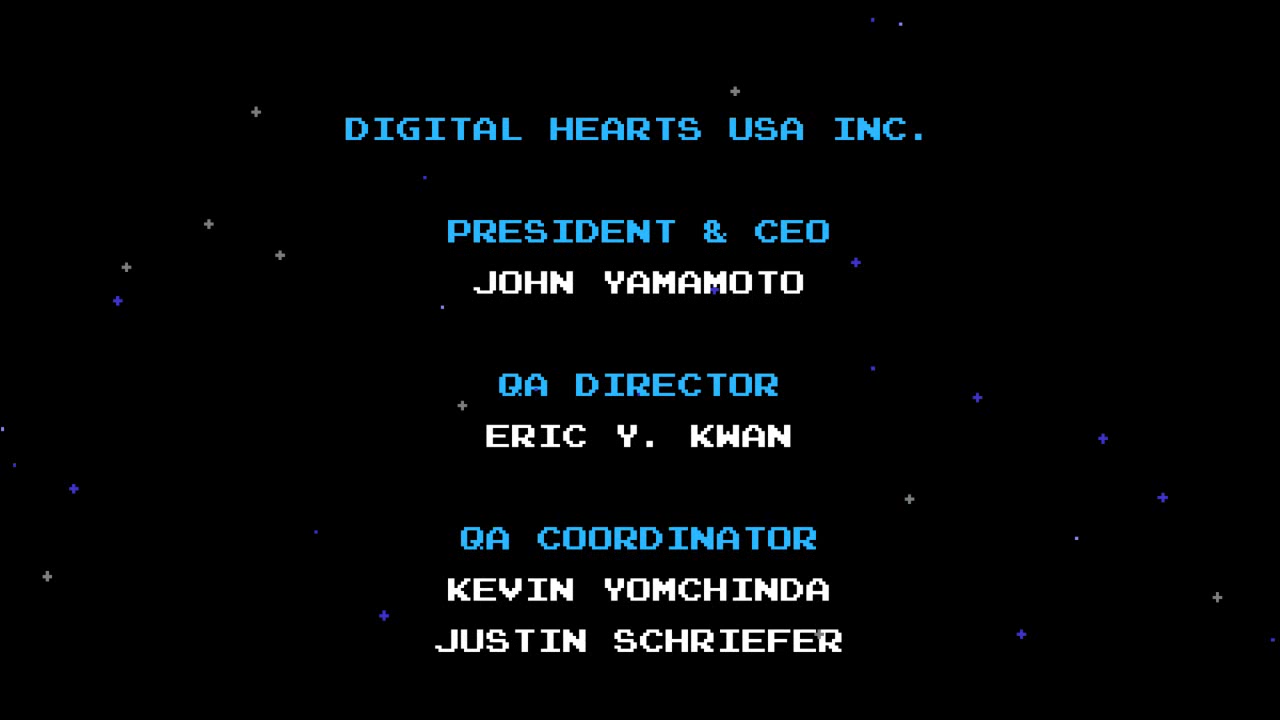 DIGITAL HEARTS USA INC.
PRESIDENT & CEO
JOHN YAMAMOTO
QA DIRECTOR
ERIC Y. KWAN
QA COORDINATOR
KEVIN YOMCHINDA
JUSTIN SCHRIEFER